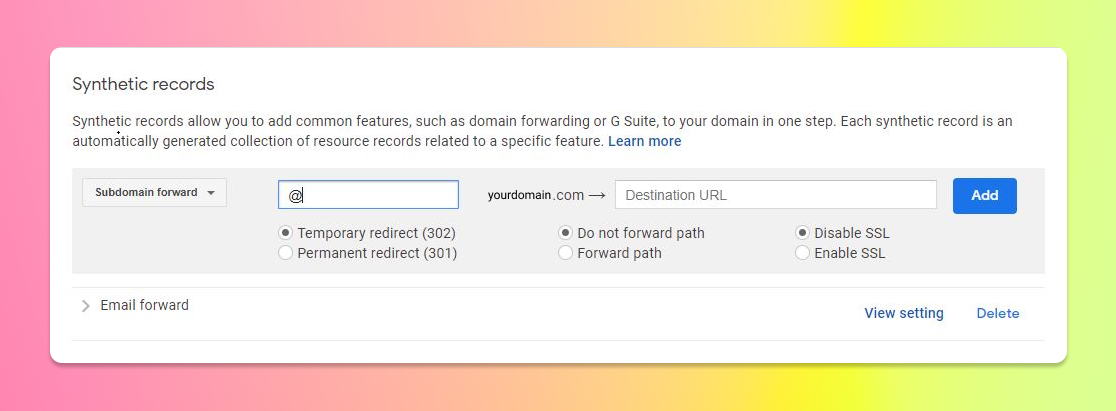 Synthetic records
Synthetic records allow you to add common features, such as domain forwarding or G Suite, to your domain in one step. Each synthetic record is an
automatically generated collection of resource records related to a specific feature. Learn more
Subdomain forward @ yourdomain.com → Destination URL Add
Temporary redirect (302) Do not forward path Disable SSL
Permanent redirect (301) Forward path Enable SSL
Email forward
View setting Delete